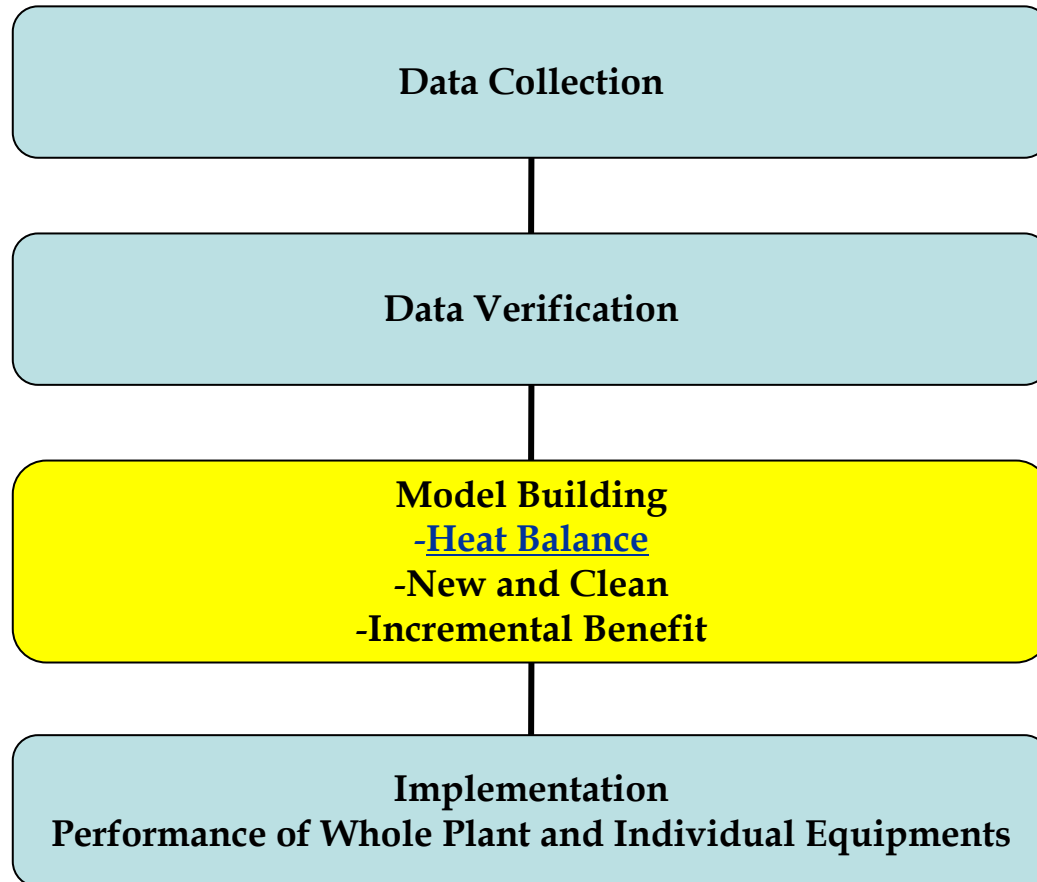 Data Collection
Data Verification
Model Building
-Heat Balance
-New and Clean
-Incremental Benefit
Implementation
Performance of Whole Plant and Individual Equipments